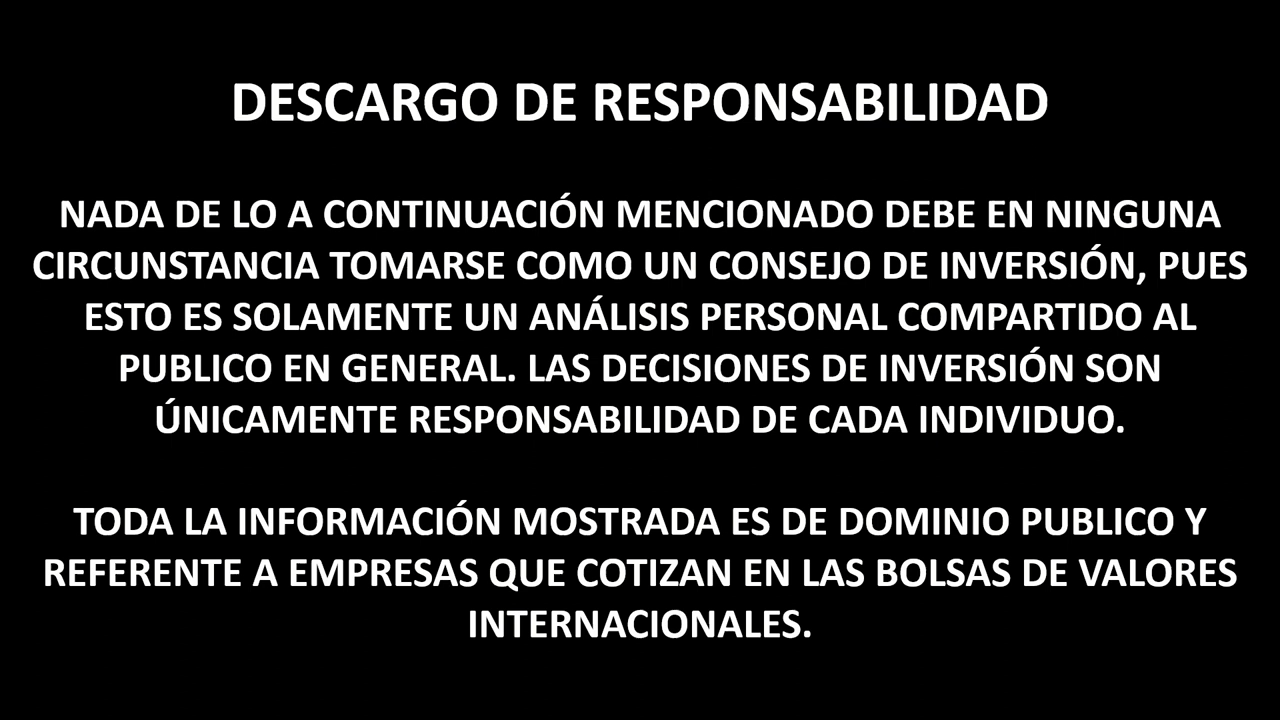 DESCARGO DE RESPONSABILIDAD
NADA DE LO A CONTINUACIÓN MENCIONADO DEBE EN NINGUNA
CIRCUNSTANCIA TOMARSE COMO UN CONSEJO DE INVERSIÓN, PUES
ESTO ES SOLAMENTE UN ANÁLISIS PERSONAL COMPARTIDO AL
PUBLICO EN GENERAL. LAS DECISIONES DE INVERSIÓN SON
ÚNICAMENTE RESPONSABILIDAD DE CADA INDIVIDUO.
TODA LA INFORMACIÓN MOSTRADA ES DE DOMINIO PUBLICO Y
REFERENTE A EMPRESAS QUE COTIZAN EN LAS BOLSAS DE VALORES
INTERNACIONALES.